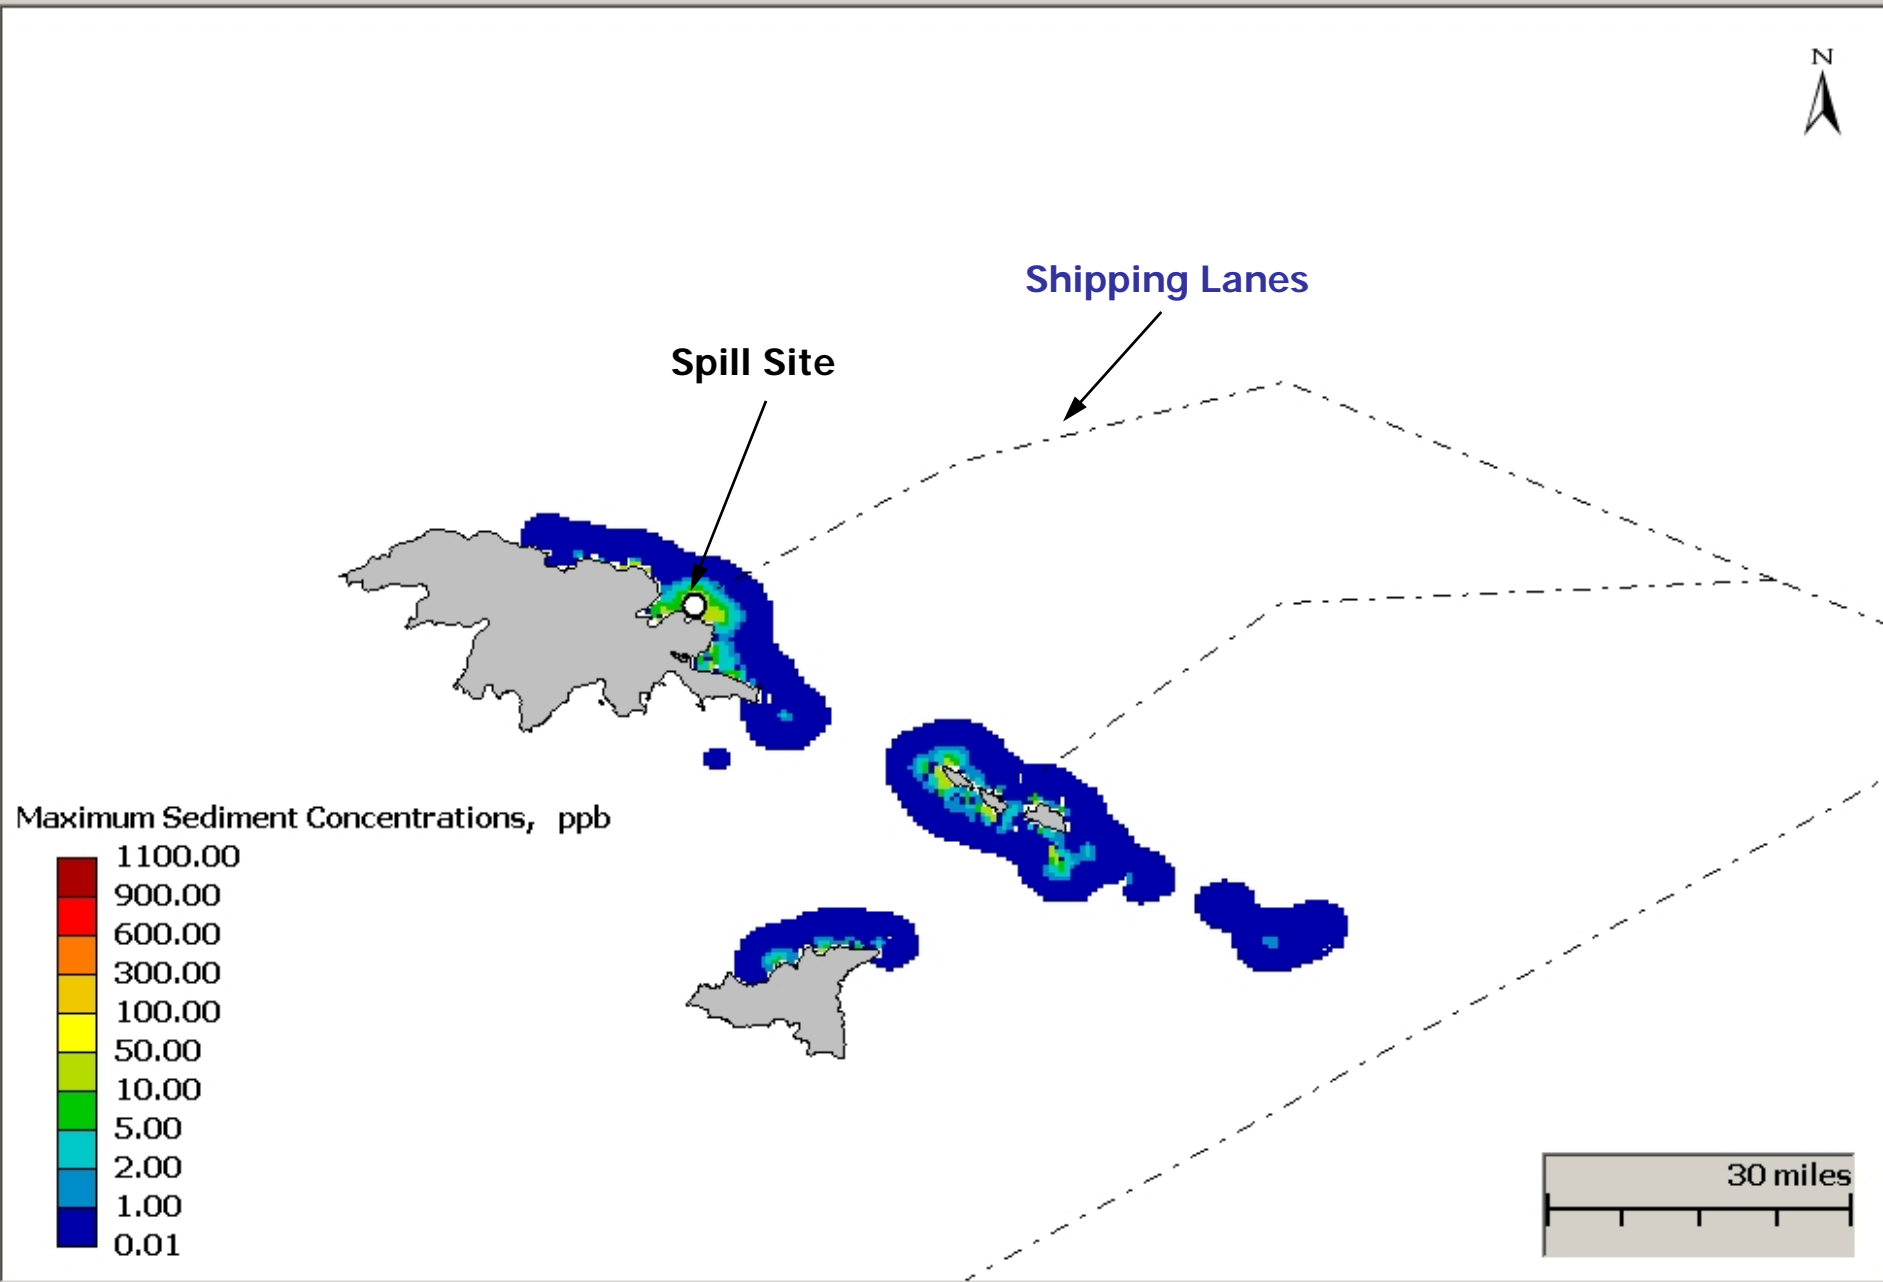 N
Shipping Lanes
Spill Site
Maximum Sediment Concentrations, ppb
1100.00
900.00
600.00
300.00
100.00
50.00
10.00
5.00
2.00
1.00
0.01
30 miles